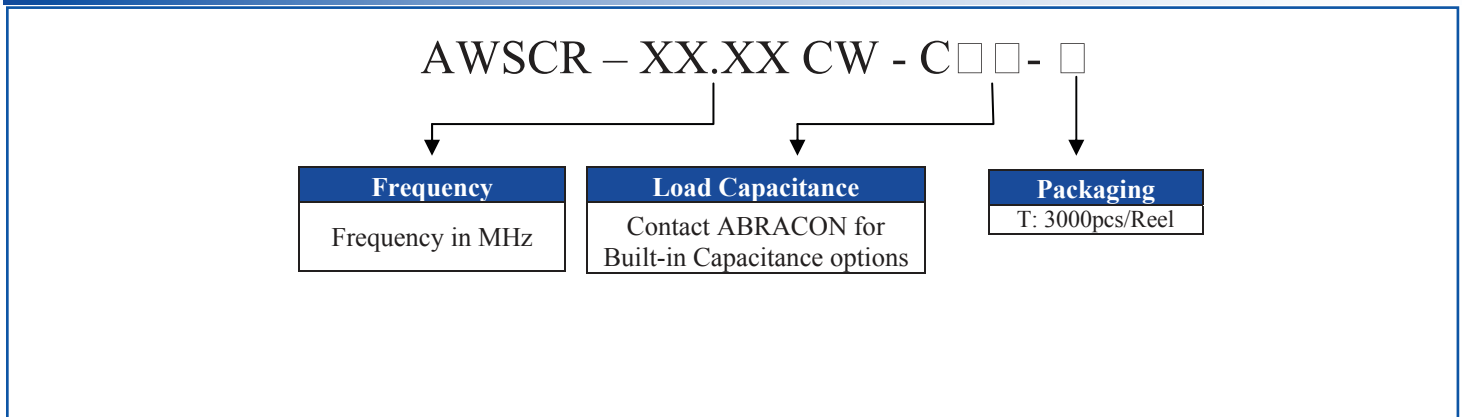 AWSCR – XX.XX CW - C□ □- □
Frequency
Frequency in MHz
Load Capacitance
Contact ABRACON for
Built-in Capacitance options
Packaging
T: 3000pcs/Reel